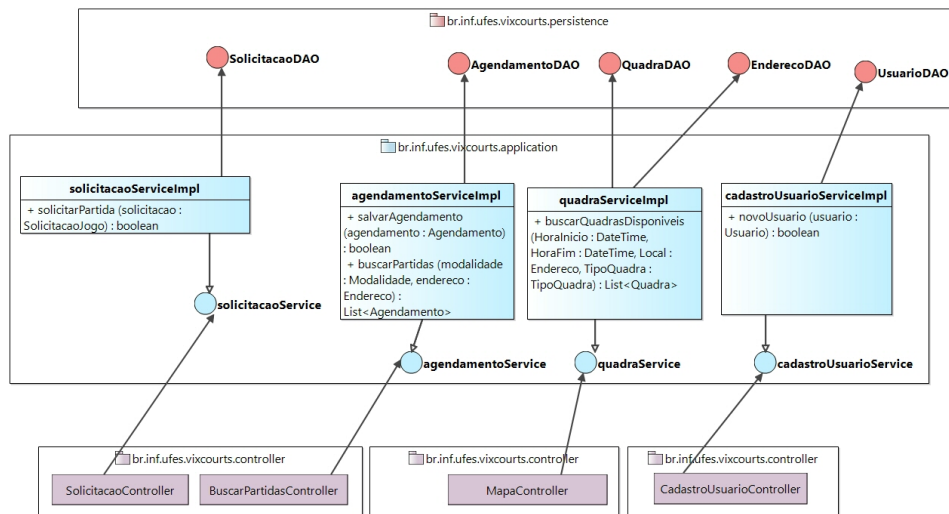 br.inf.ufes.vixcourts.persistence
SolicitacaoDAO
AgendamentoDAO
QuadraDAO
EnderecoDAO
UsuarioDAO
br.inf.ufes.vixcourts.application
solicitacaoServiceImpl
+ solicitarPartida (solicitacao :
SolicitacaoJogo) : boolean
agendamentoServiceImpl
+ salvarAgendamento
(agendamento : Agendamento) :
boolean
+ buscarPartidas (modalidade
: Modalidade, endereco :
Endereco) :
List<Agendamento>
quadraServiceImpl
+ buscarQuadrasDisponiveis
(HoraInicio : DateTime,
HoraFim : DateTime, Local :
Endereco, TipoQuadra :
TipoQuadra) : List<Quadra>
cadastroUsuarioServiceImpl
+ novoUsuario (usuario :
Usuario) : boolean
solicitacaoService
agendamentoService
quadraService
cadastroUsuarioService
br.inf.ufes.vixcourts.controller
SolicitacaoController
BuscarPartidasController
br.inf.ufes.vixcourts.controller
MapaController
br.inf.ufes.vixcourts.controller
CadastroUsuarioController